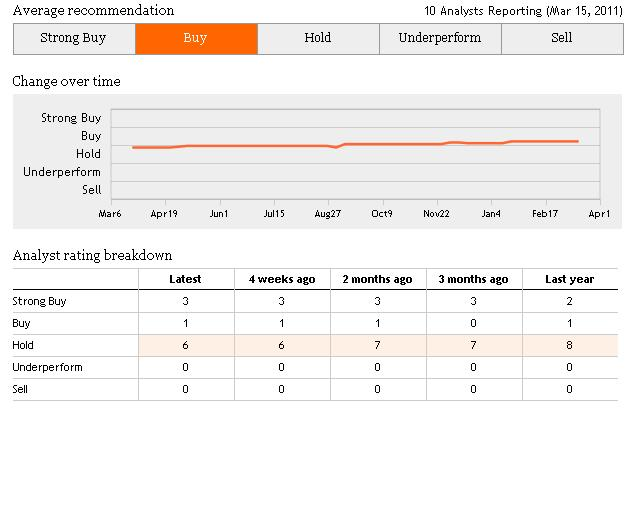 Average recommendation 10 Analysts Reporting (Mar 15, 2011)
Strong Buy Buy Hold Underperform Sell
Change over time
Strong Buy
Buy
Hold
Underperform
Sell
Mar6 Apr19 Jun1 Jul15 Aug27 Oct9 Nov22 Jan4 Feb17 Apr1
Analyst rating breakdown
Latest 4 weeks ago 2 months ago 3 months ago Last year
Strong Buy 3 3 3 3 2
Buy 1 1 1 0 1
Hold 6 6 7 7 8
Underperform 0 0 0 0 0
Sell 0 0 0 0 0